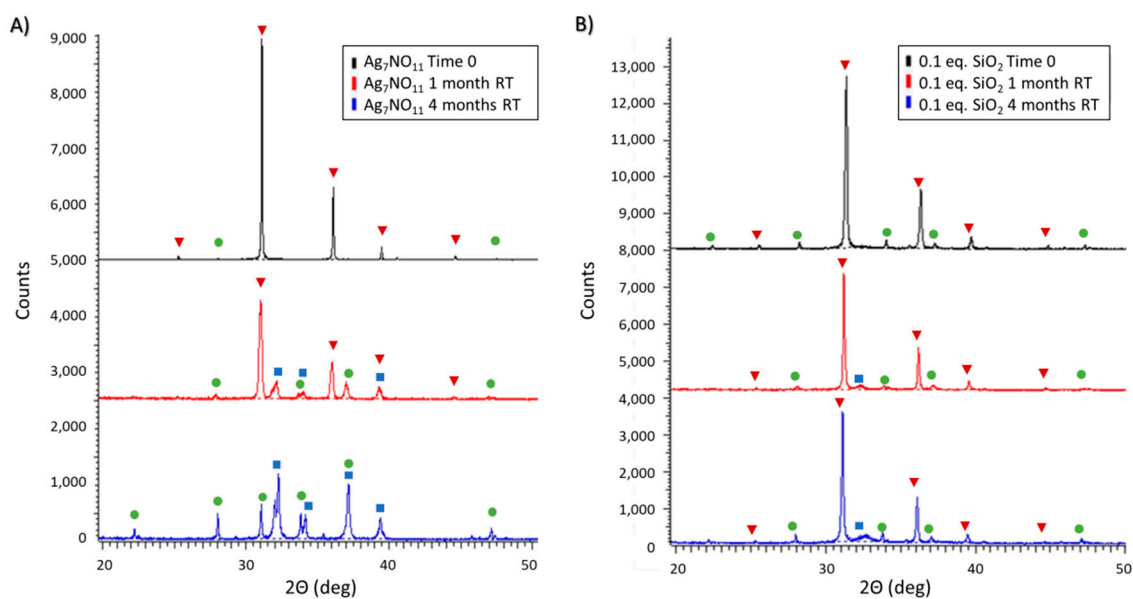 A)
9,000
8,000
7,000
6,000
5,000
4,000
3,000
2,000
1,000
0
Counts
Ag₇NO₁₁ Time 0
Ag₇NO₁₁ 1 month RT
Ag₇NO₁₁ 4 months RT
20 30 40 50
2Θ (deg)
B)
13,000
12,000
11,000
10,000
9,000
8,000
7,000
6,000
5,000
4,000
3,000
2,000
1,000
0
Counts
0.1 eq. SiO₂ Time 0
0.1 eq. SiO₂ 1 month RT
0.1 eq. SiO₂ 4 months RT
20 30 40 50
2Θ (deg)